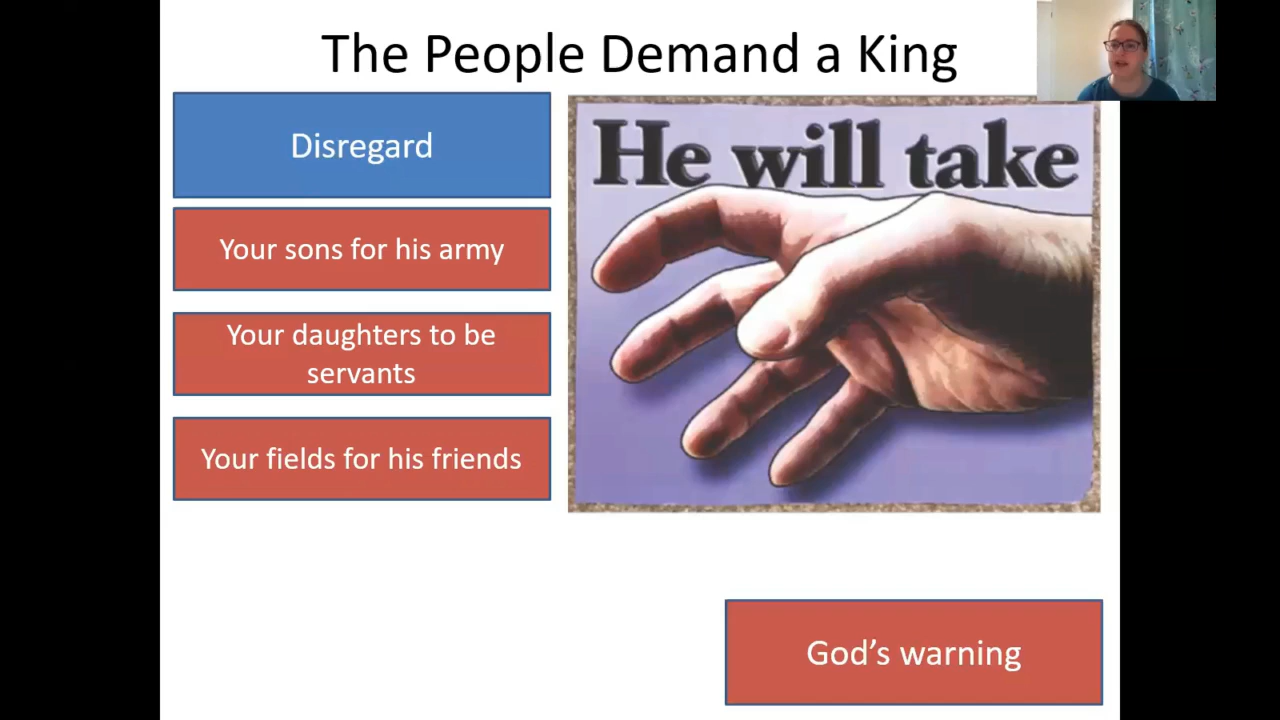 The People Demand a King
Disregard
He will take
Your sons for his army
Your daughters to be
servants
Your fields for his friends
God’s warning